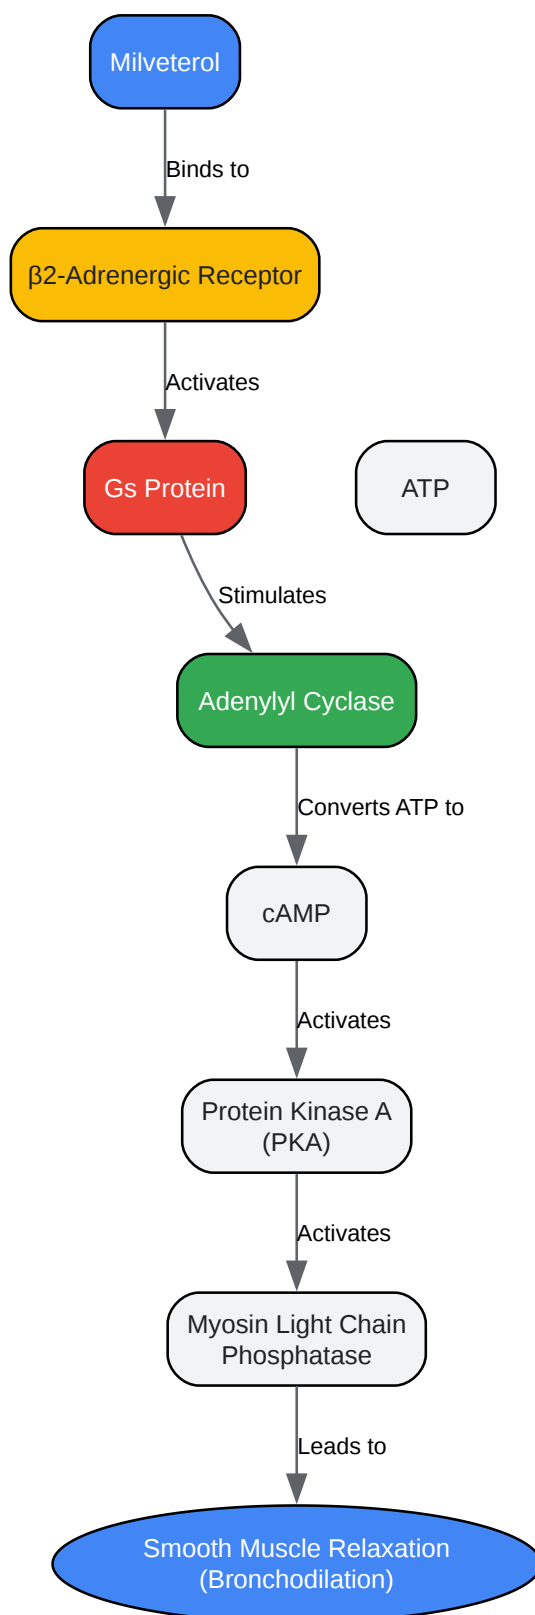 Milveterol
Binds to
β2-Adrenergic Receptor
Activates
Gs Protein
ATP
Stimulates
Adenylyl Cyclase
Converts ATP to
cAMP
Activates
Protein Kinase A
(PKA)
Activates
Myosin Light Chain
Phosphatase
Leads to
Smooth Muscle Relaxation
(Bronchodilation)